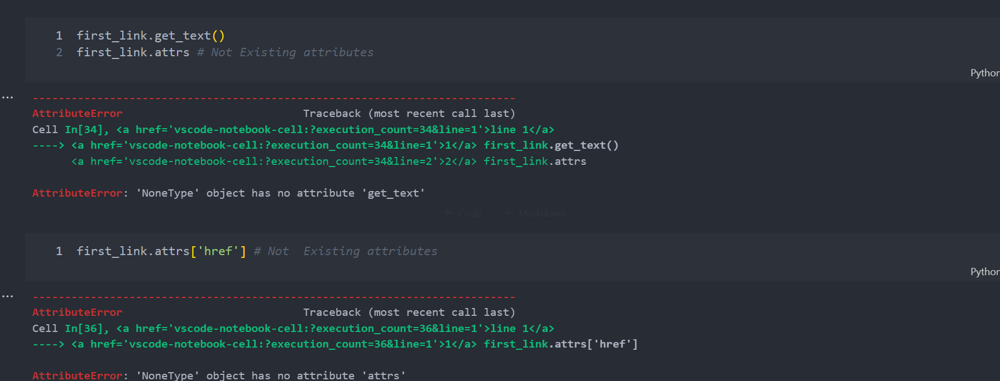 1 first_link.get_text()
2 first_link.attrs # Not Existing attributes
Python
...
---------------------------------------------------------------------------
AttributeError Traceback (most recent call last)
Cell In[34], <a href='vscode-notebook-cell:?execution_count=34&line=1'>line 1</a>
----> <a href='vscode-notebook-cell:?execution_count=34&line=1'>1</a> first_link.get_text()
<a href='vscode-notebook-cell:?execution_count=34&line=2'>2</a> first_link.attrs
AttributeError: 'NoneType' object has no attribute 'get_text'
+ Code + Markdown
1 first_link.attrs['href'] # Not  Existing attributes
Python
...
---------------------------------------------------------------------------
AttributeError Traceback (most recent call last)
Cell In[36], <a href='vscode-notebook-cell:?execution_count=36&line=1'>line 1</a>
----> <a href='vscode-notebook-cell:?execution_count=36&line=1'>1</a> first_link.attrs['href']
AttributeError: 'NoneType' object has no attribute 'attrs'